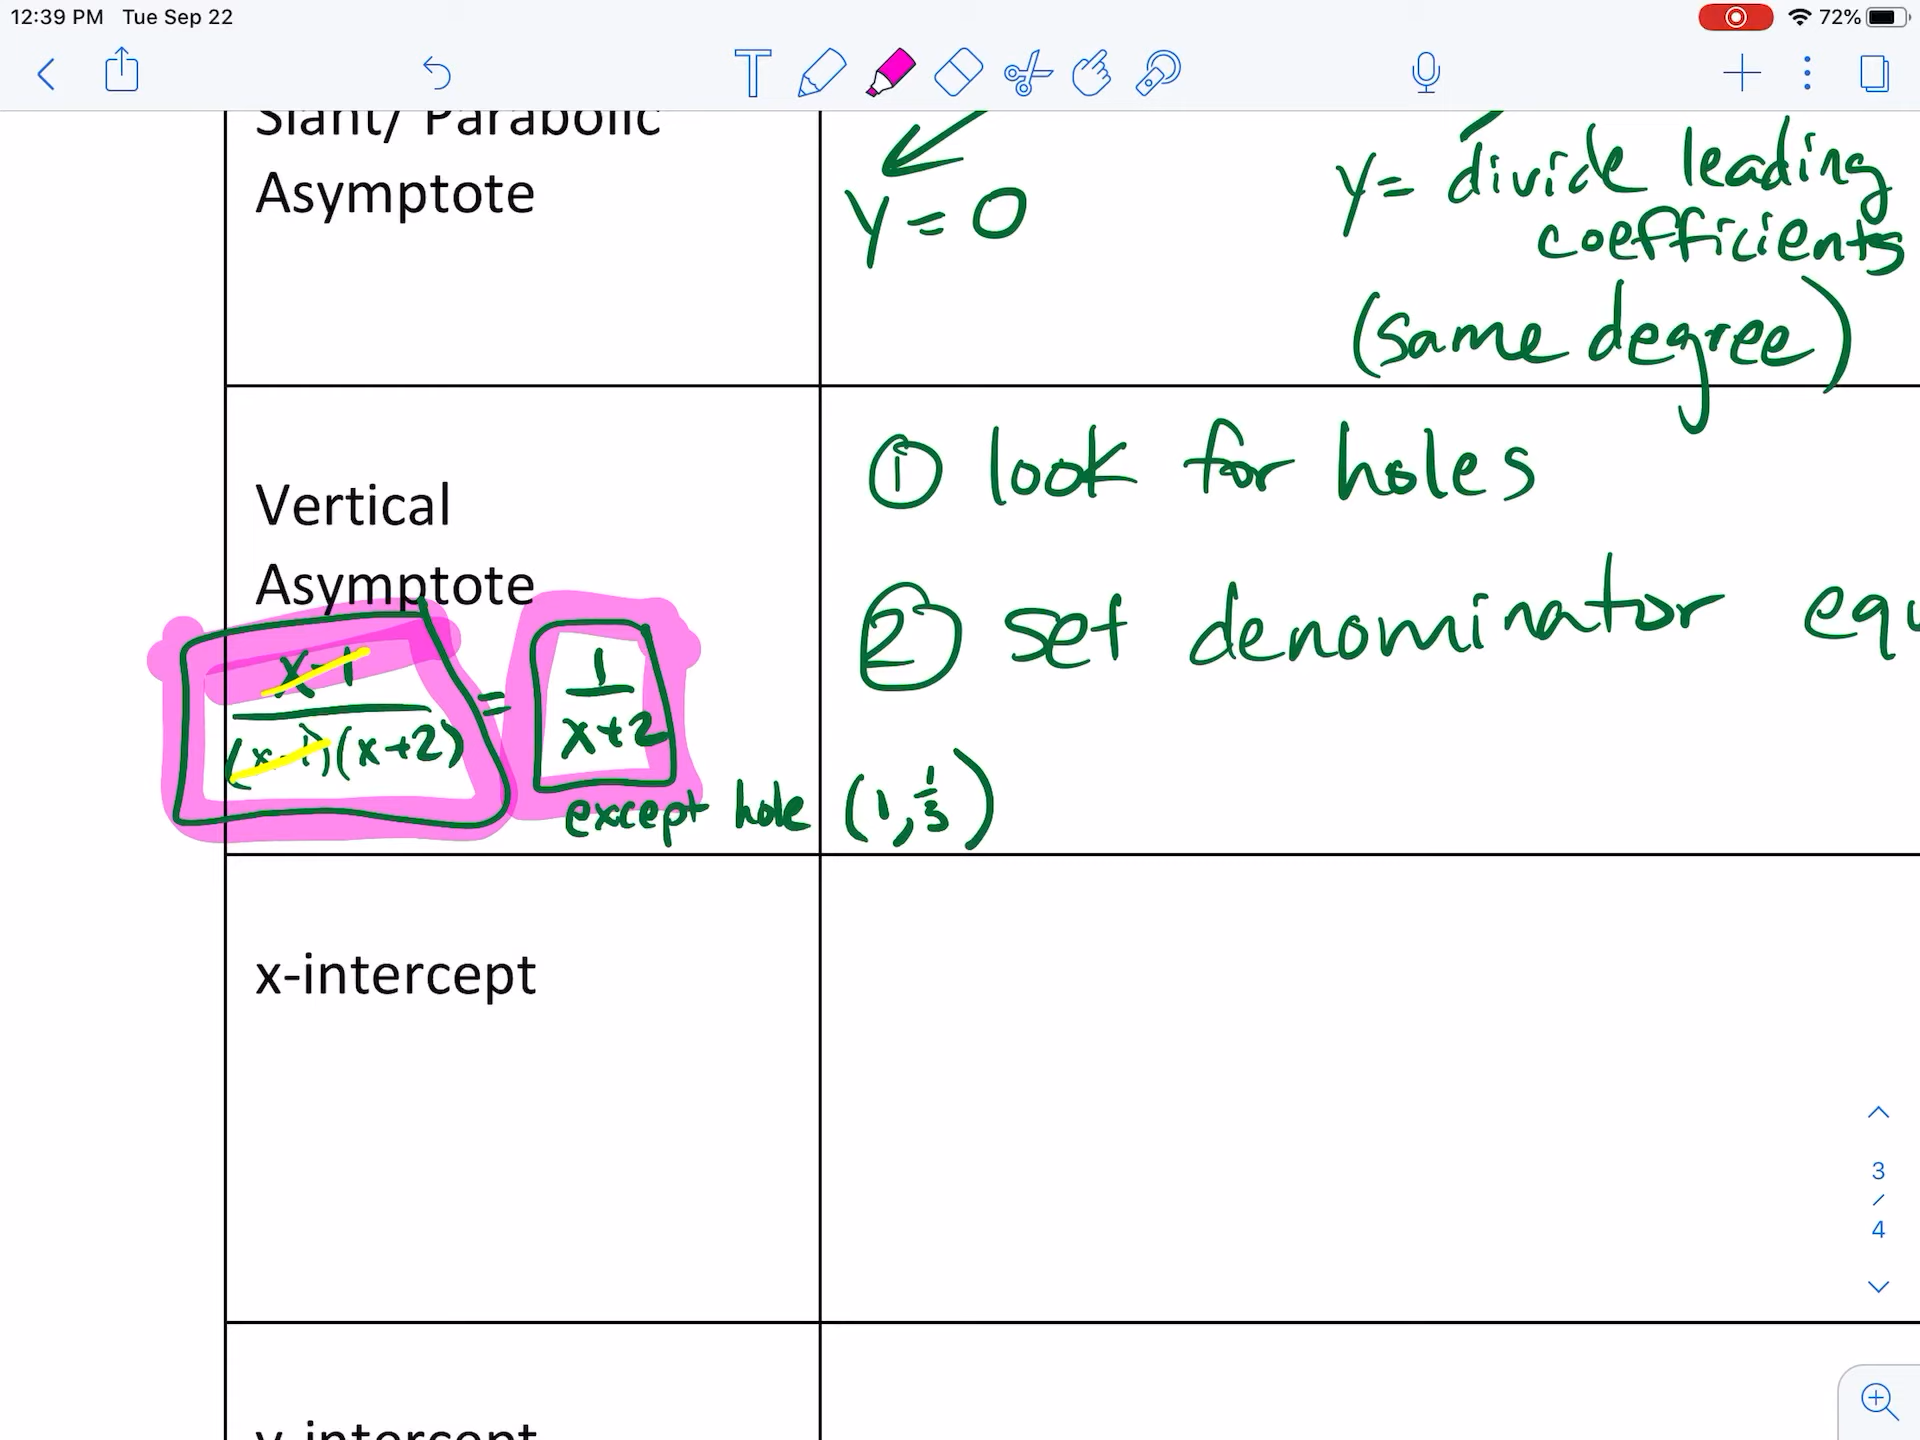 12:39 PM Tue Sep 22
72%
T
Slant/ Parabolic
Asymptote
y = 0
y = divide leading
coefficients
(same degree)
Vertical
Asymptote
① look for holes
② set denominator equ
x-1
(x-1)(x+2)
=
1
x+2
except hole (1, 1/3)
x-intercept
y-intercept
3
/
4